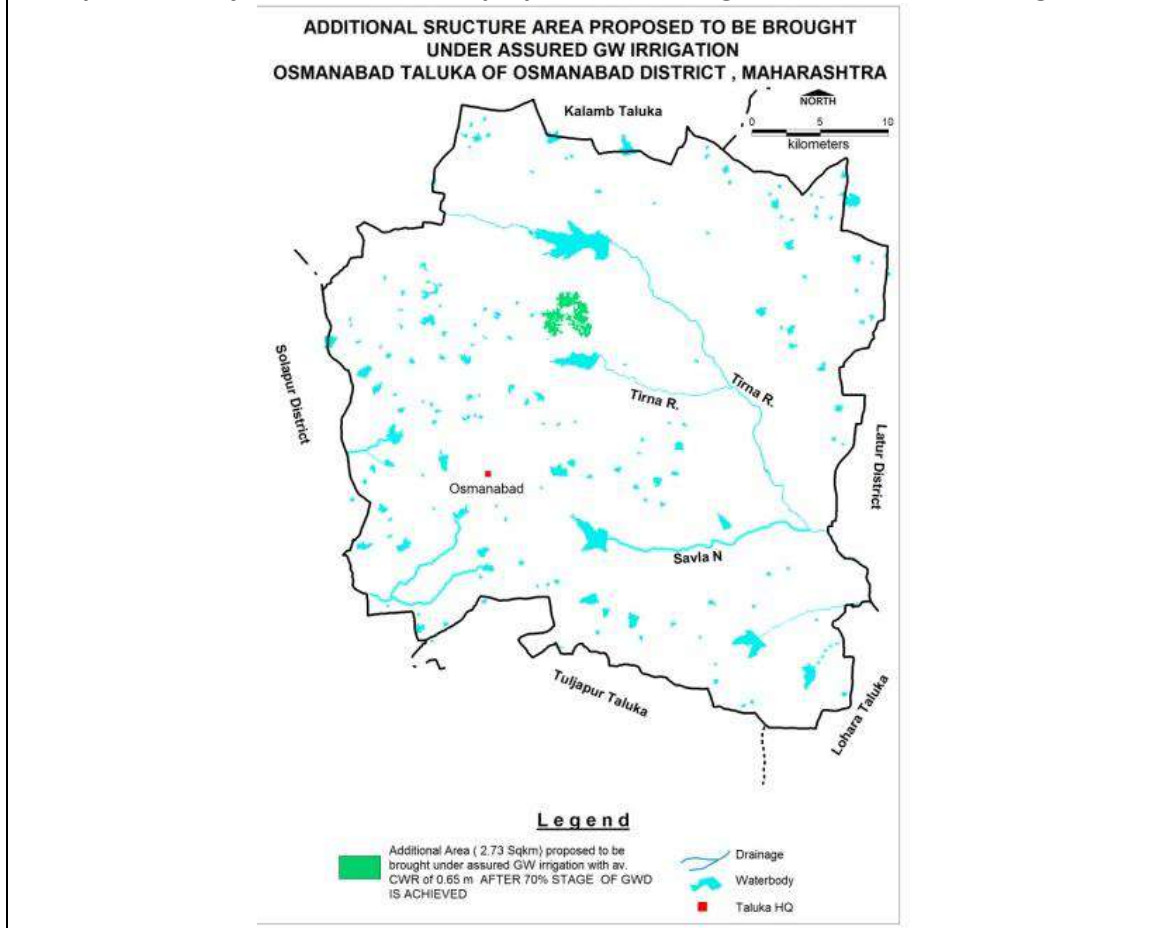 ADDITIONAL SRUCTURE AREA PROPOSED TO BE BROUGHT
UNDER ASSURED GW IRRIGATION
OSMANABAD TALUKA OF OSMANABAD DISTRICT , MAHARASHTRA
NORTH
Kalamb Taluka
0 5 10
kilometers
Solapur District
Tirna R.
Tirna R.
Latur District
Osmanabad
Savla N
Tuljapur Taluka
Lohara Taluka
Legend
Additional Area ( 2.73 Sqkm) proposed to be
brought under assured GW irrigation with av.
CWR of 0.65 m AFTER 70% STAGE OF GWD
IS ACHIEVED
Drainage
Waterbody
Taluka HQ